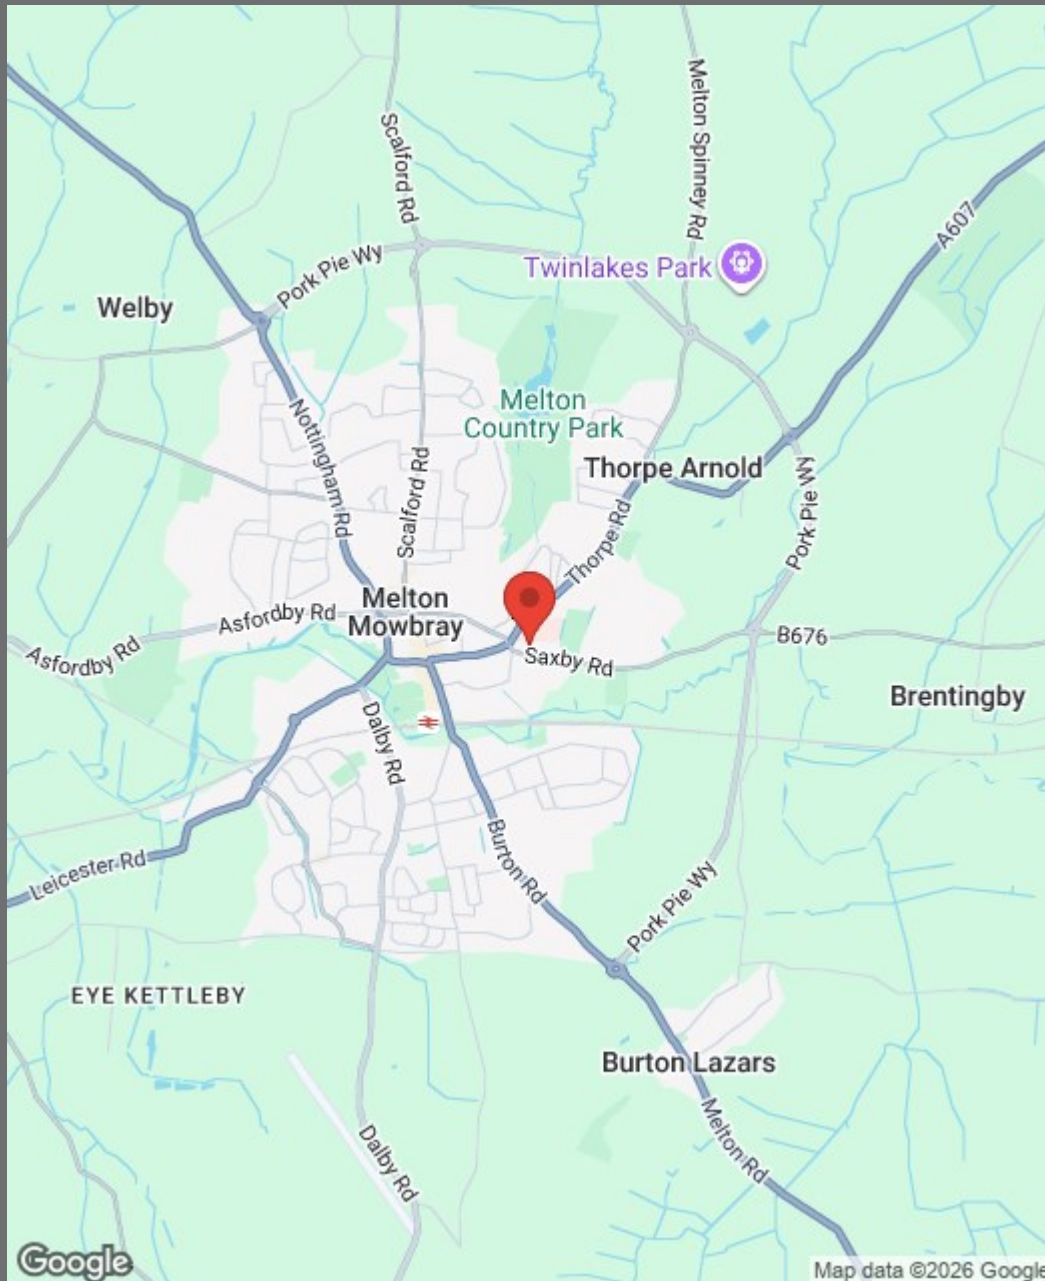 Scalford Rd
Melton Spinney Rd
A607
Pork Pie Wy
Twinlakes Park
Welby
Melton
Country Park
Nottingham Rd
Scalford Rd
Thorpe Arnold
Pork Pie Wy
Thorpe Rd
Asfordby Rd
Melton
Mowbray
Asfordby Rd
Saxby Rd
B676
Brentingby
Dalby Rd
Burton Rd
Leicester Rd
Pork Pie Wy
EYE KETTLEBY
Burton Lazars
Melton Rd
Dalby Rd
Google
Map data ©2026 Google